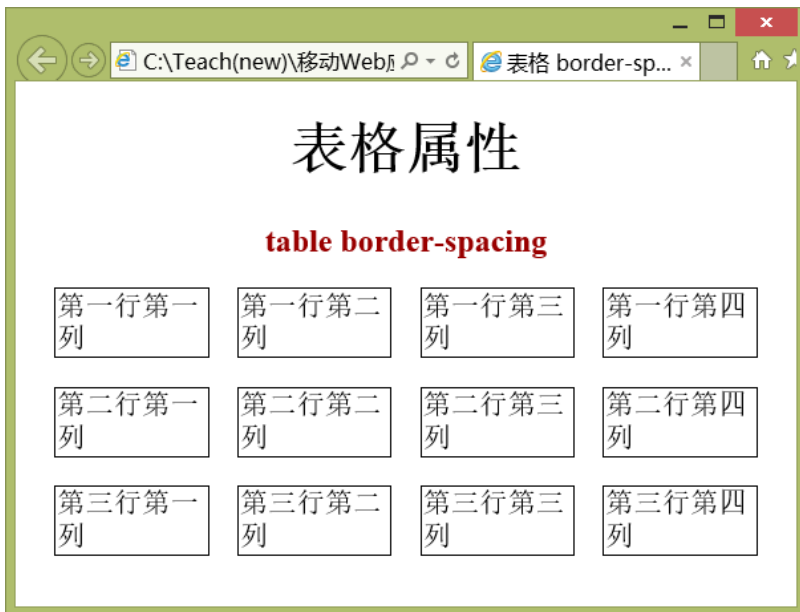 C:\Teach(new)\移动Web应
表格 border-sp...
表格属性
table border-spacing
第一行第一 第一行第二 第一行第三 第一行第四
列 列 列 列
第二行第一 第二行第二 第二行第三 第二行第四
列 列 列 列
第三行第一 第三行第二 第三行第三 第三行第四
列 列 列 列